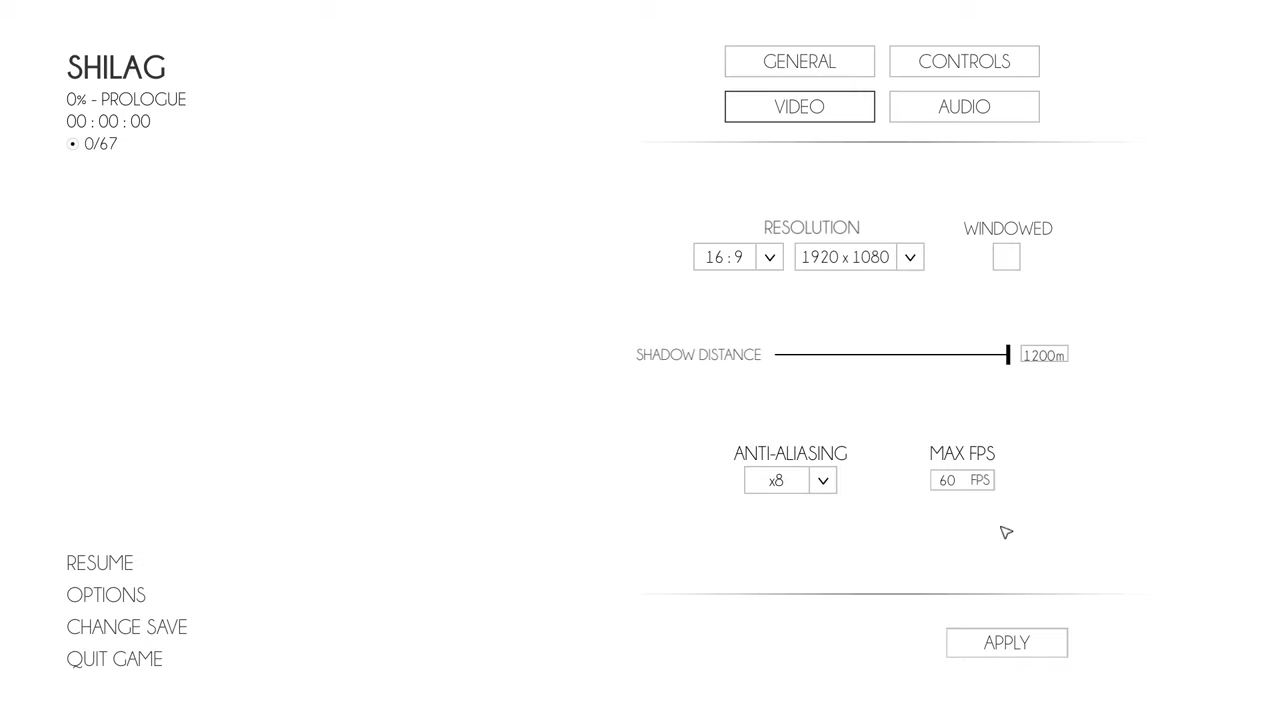 SHILAG
0% - PROLOGUE
00 : 00 : 00
0/67
GENERAL
CONTROLS
VIDEO
AUDIO
RESOLUTION
WINDOWED
16 : 9
1920 x 1080
SHADOW DISTANCE
1200m
ANTI-ALIASING
MAX FPS
x8
60 FPS
RESUME
OPTIONS
CHANGE SAVE
QUIT GAME
APPLY